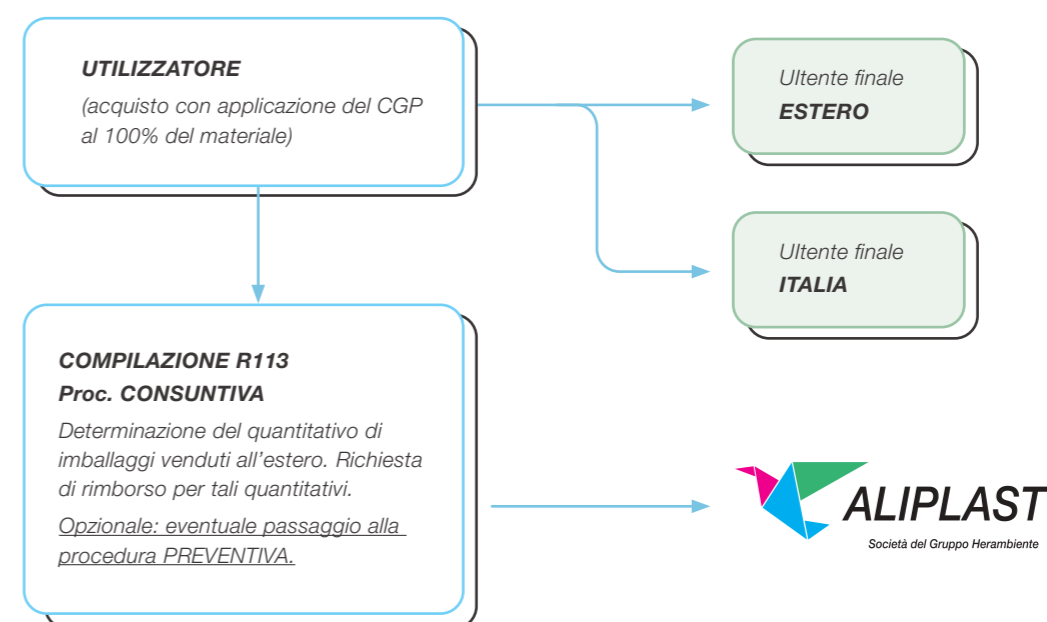 UTILIZZATORE
(acquisto con applicazione del CGP
al 100% del materiale)
Ultente finale
ESTERO
Ultente finale
ITALIA
COMPILAZIONE R113
Proc. CONSUNTIVA
Determinazione del quantitativo di
imballaggi venduti all'estero. Richiesta
di rimborso per tali quantitativi.
Opzionale: eventuale passaggio alla
procedura PREVENTIVA.
ALIPLAST
Società del Gruppo Herambiente